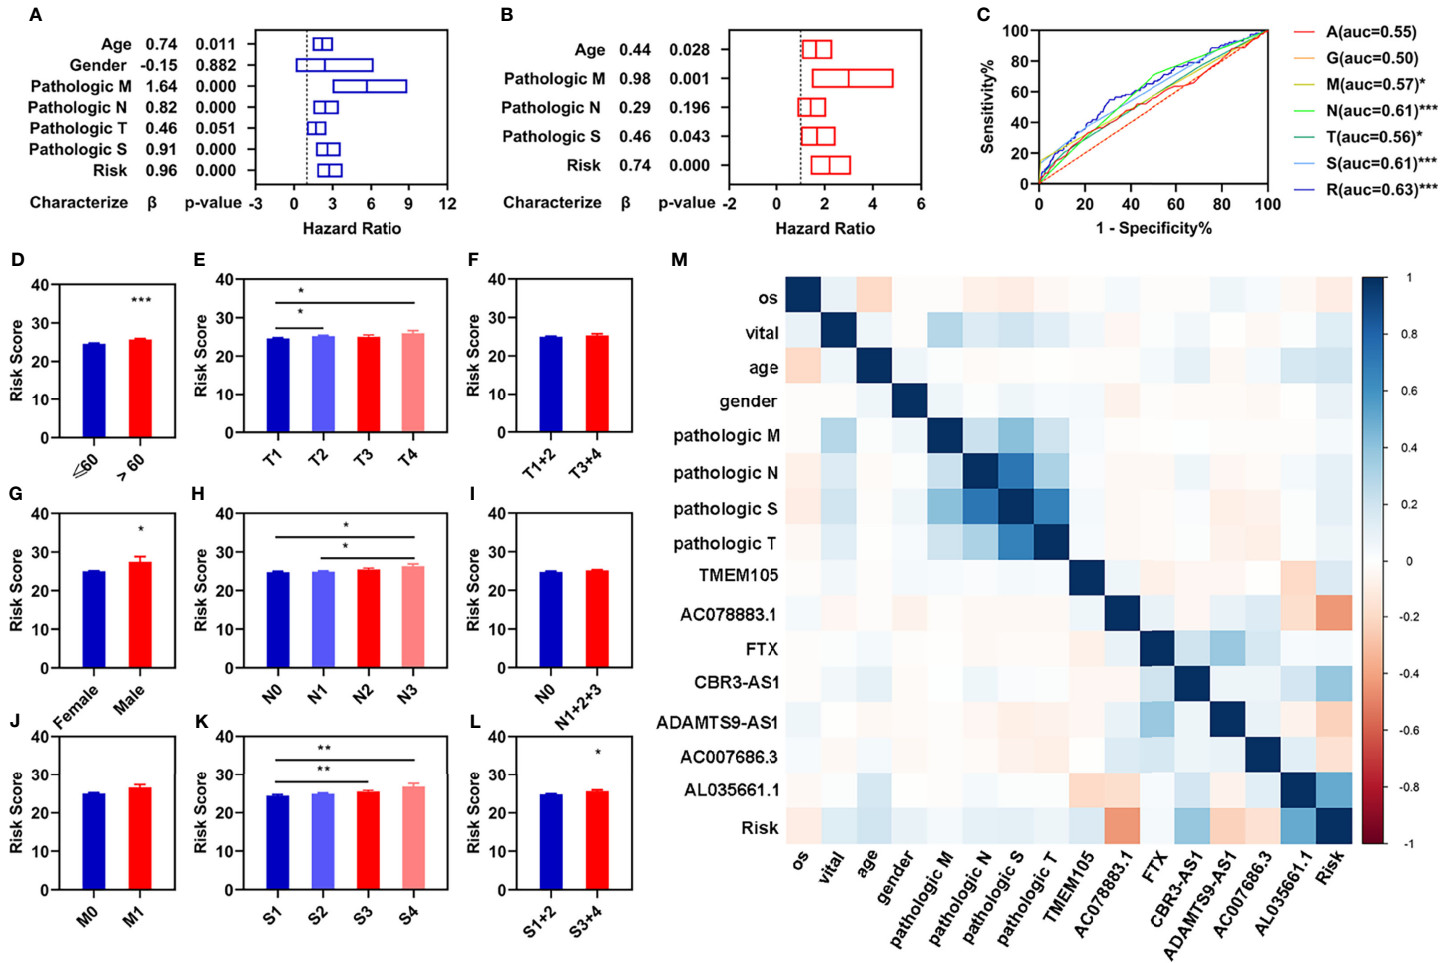 A
Age 0.74 0.011
Gender -0.15 0.882
Pathologic M 1.64 0.000
Pathologic N 0.82 0.000
Pathologic T 0.46 0.051
Pathologic S 0.91 0.000
Risk 0.96 0.000
Characterize β p-value
-3 0 3 6 9 12
Hazard Ratio
B
Age 0.44 0.028
Pathologic M 0.98 0.001
Pathologic N 0.29 0.196
Pathologic S 0.46 0.043
Risk 0.74 0.000
Characterize β p-value
-2 0 2 4 6
Hazard Ratio
C
Sensitivity%
100
80
60
40
20
0
0 20 40 60 80 100
1 - Specificity%
A(auc=0.55)
G(auc=0.50)
M(auc=0.57)*
N(auc=0.61)***
T(auc=0.56)*
S(auc=0.61)***
R(auc=0.63)***
D
Risk Score
40
30
20
10
0
***
≤60 > 60
E
Risk Score
40
30
20
10
0
*
*
T1 T2 T3 T4
F
Risk Score
40
30
20
10
0
T1+2 T3+4
G
Risk Score
40
30
20
10
0
*
Female Male
H
Risk Score
40
30
20
10
0
*
*
N0 N1 N2 N3
I
Risk Score
40
30
20
10
0
N0 N1+2+3
J
Risk Score
40
30
20
10
0
M0 M1
K
Risk Score
40
30
20
10
0
**
**
S1 S2 S3 S4
L
Risk Score
40
30
20
10
0
*
S1+2 S3+4
M
os
vital
age
gender
pathologic M
pathologic N
pathologic S
pathologic T
TMEM105
AC078883.1
FTX
CBR3-AS1
ADAMTS9-AS1
AC007686.3
AL035661.1
Risk
os vital age gender pathologic M pathologic N pathologic S pathologic T TMEM105 AC078883.1 FTX CBR3-AS1 ADAMTS9-AS1 AC007686.3 AL035661.1 Risk
1
0.8
0.6
0.4
0.2
0
-0.2
-0.4
-0.6
-0.8
-1